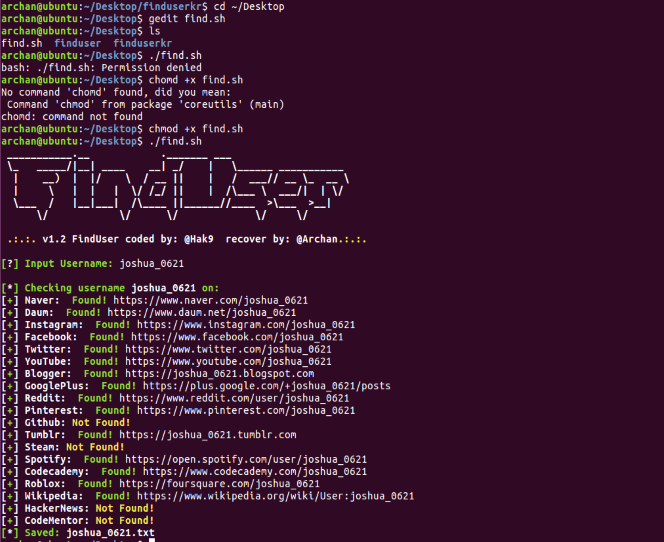 archan@ubuntu:~/Desktop/finduserkr$ cd ~/Desktop
archan@ubuntu:~/Desktop$ gedit find.sh
archan@ubuntu:~/Desktop$ ls
find.sh  finduser  finduserkr
archan@ubuntu:~/Desktop$ ./find.sh
bash: ./find.sh: Permission denied
archan@ubuntu:~/Desktop$ chomd +x find.sh
No command 'chomd' found, did you mean:
 Command 'chmod' from package 'coreutils' (main)
chomd: command not found
archan@ubuntu:~/Desktop$ chmod +x find.sh
archan@ubuntu:~/Desktop$ ./find.sh
FindUser
.:.:. v1.2 FindUser coded by: @Hak9  recover by: @Archan.:.:.
[?] Input Username: joshua_0621
[*] Checking username joshua_0621 on:
[+] Naver:  Found! https://www.naver.com/joshua_0621
[+] Daum:  Found! https://www.daum.net/joshua_0621
[+] Instagram:  Found! https://www.instagram.com/joshua_0621
[+] Facebook:  Found! https://www.facebook.com/joshua_0621
[+] Twitter:  Found! https://www.twitter.com/joshua_0621
[+] YouTube:  Found! https://www.youtube.com/joshua_0621
[+] Blogger:  Found! https://joshua_0621.blogspot.com
[+] GooglePlus:  Found! https://plus.google.com/+joshua_0621/posts
[+] Reddit:  Found! https://www.reddit.com/user/joshua_0621
[+] Pinterest:  Found! https://www.pinterest.com/joshua_0621
[+] Github: Not Found!
[+] Tumblr:  Found! https://joshua_0621.tumblr.com
[+] Steam: Not Found!
[+] Spotify:  Found! https://open.spotify.com/user/joshua_0621
[+] Codecademy:  Found! https://www.codecademy.com/joshua_0621
[+] Roblox:  Found! https://foursquare.com/joshua_0621
[+] Wikipedia:  Found! https://www.wikipedia.org/wiki/User:joshua_0621
[+] HackerNews: Not Found!
[+] CodeMentor: Not Found!
[*] Saved: joshua_0621.txt